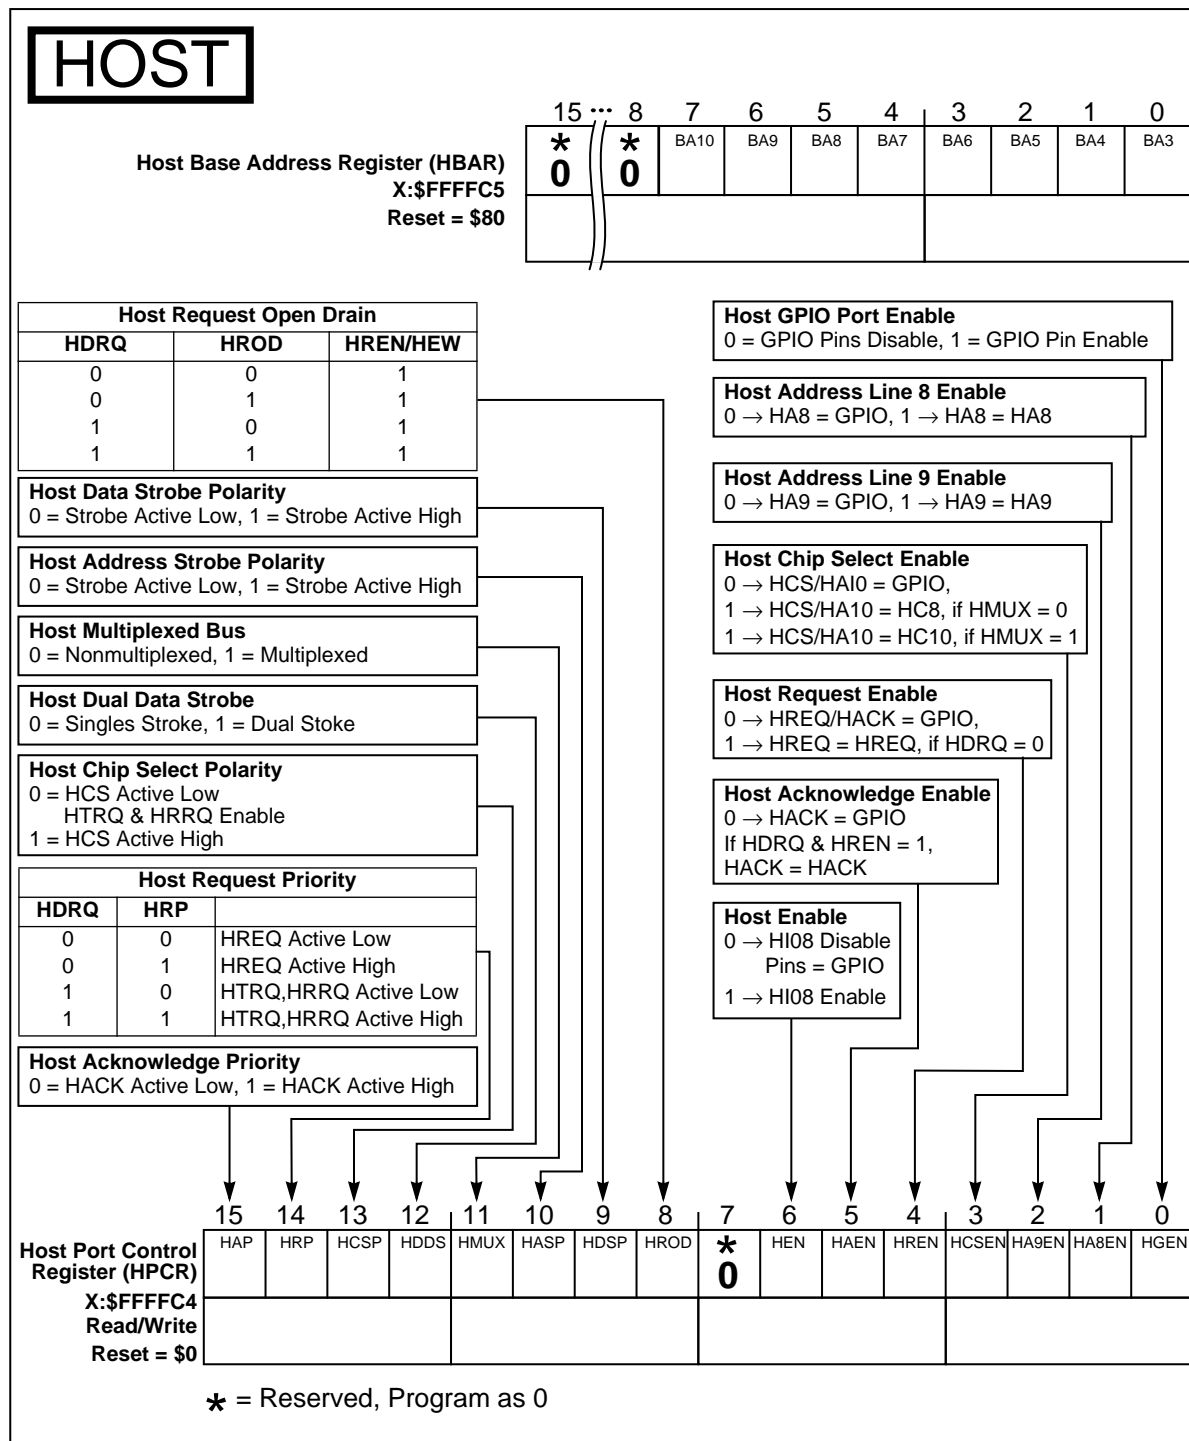 HOST
15 ••• 8 7 6 5 4 3 2 1 0
* * BA10 BA9 BA8 BA7 BA6 BA5 BA4 BA3
0 0
Host Base Address Register (HBAR)
X:$FFFFC5
Reset = $80
Host Request Open Drain
HDRQ HROD HREN/HEW
0 0 1
0 1 1
1 0 1
1 1 1
Host Data Strobe Polarity
0 = Strobe Active Low, 1 = Strobe Active High
Host Address Strobe Polarity
0 = Strobe Active Low, 1 = Strobe Active High
Host Multiplexed Bus
0 = Nonmultiplexed, 1 = Multiplexed
Host Dual Data Strobe
0 = Singles Stroke, 1 = Dual Stoke
Host Chip Select Polarity
0 = HCS Active Low
HTRQ & HRRQ Enable
1 = HCS Active High
Host Request Priority
HDRQ HRP
0 0 HREQ Active Low
0 1 HREQ Active High
1 0 HTRQ,HRRQ Active Low
1 1 HTRQ,HRRQ Active High
Host Acknowledge Priority
0 = HACK Active Low, 1 = HACK Active High
Host GPIO Port Enable
0 = GPIO Pins Disable, 1 = GPIO Pin Enable
Host Address Line 8 Enable
0 → HA8 = GPIO, 1 → HA8 = HA8
Host Address Line 9 Enable
0 → HA9 = GPIO, 1 → HA9 = HA9
Host Chip Select Enable
0 → HCS/HAI0 = GPIO,
1 → HCS/HA10 = HC8, if HMUX = 0
1 → HCS/HA10 = HC10, if HMUX = 1
Host Request Enable
0 → HREQ/HACK = GPIO,
1 → HREQ = HREQ, if HDRQ = 0
Host Acknowledge Enable
0 → HACK = GPIO
If HDRQ & HREN = 1,
HACK = HACK
Host Enable
0 → HI08 Disable
Pins = GPIO
1 → HI08 Enable
15 14 13 12 11 10 9 8 7 6 5 4 3 2 1 0
HAP HRP HCSP HDDS HMUX HASP HDSP HROD * HEN HAEN HREN HCSEN HA9EN HA8EN HGEN
0
Host Port Control
Register (HPCR)
X:$FFFFC4
Read/Write
Reset = $0
* = Reserved, Program as 0